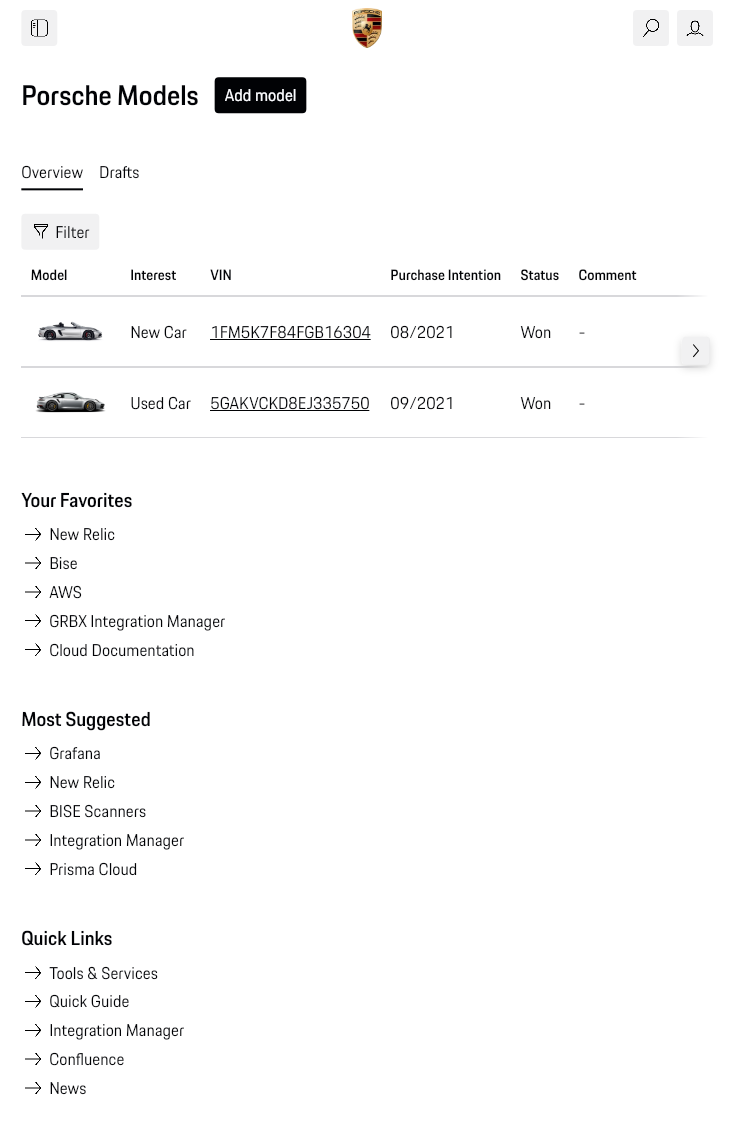 PORSCHE
Porsche Models
Add model
Overview Drafts
Filter
Model Interest VIN Purchase Intention Status Comment
New Car 1FM5K7F84FGB16304 08/2021 Won -
Used Car 5GAKVCKD8EJ335750 09/2021 Won -
Your Favorites
New Relic
Bise
AWS
GRBX Integration Manager
Cloud Documentation
Most Suggested
Grafana
New Relic
BISE Scanners
Integration Manager
Prisma Cloud
Quick Links
Tools & Services
Quick Guide
Integration Manager
Confluence
News